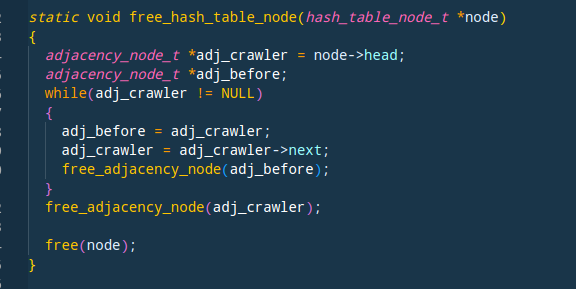 static void free_hash_table_node(hash_table_node_t *node)
{
  adjacency_node_t *adj_crawler = node->head;
  adjacency_node_t *adj_before;
  while(adj_crawler != NULL)
  {
    adj_before = adj_crawler;
    adj_crawler = adj_crawler->next;
    free_adjacency_node(adj_before);
  }
  free_adjacency_node(adj_crawler);

  free(node);
}